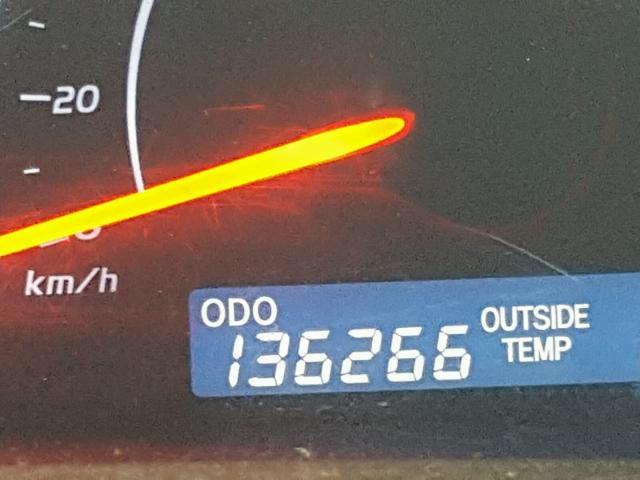 20
km/h
ODO
136266
OUTSIDE
TEMP